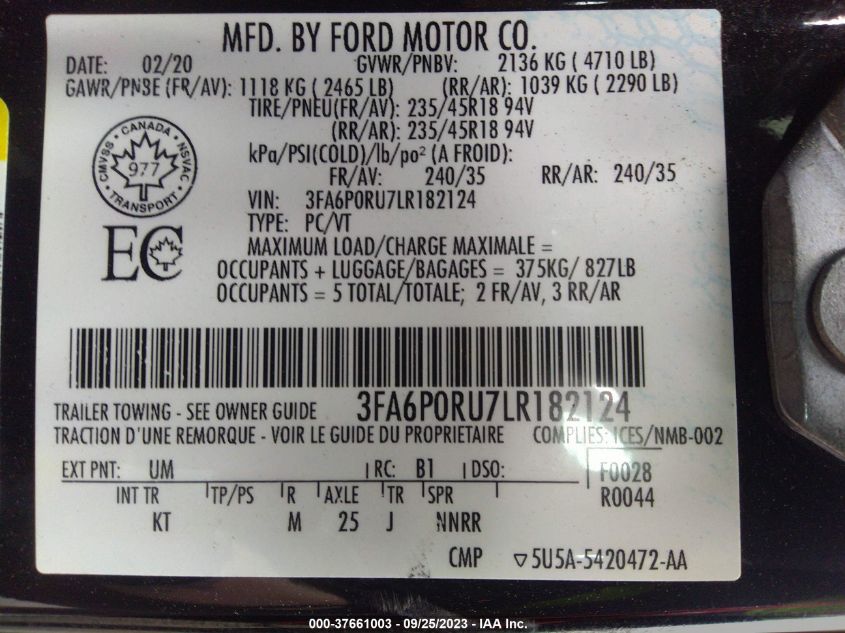 MFD. BY FORD MOTOR CO.
DATE: 02/20 GVWR/PNBV: 2136 KG ( 4710 LB)
GAWR/PNBE (FR/AV): 1118 KG ( 2465 LB) (RR/AR): 1039 KG ( 2290 LB)
TIRE/PNEU(FR/AV): 235/45R18 94V
(RR/AR): 235/45R18 94V
kPa/PSI(COLD)/lb/po² (A FROID):
FR/AV: 240/35 RR/AR: 240/35
CANADA
CMVSS NSVAC
977
TRANSPORT
VIN: 3FA6P0RU7LR182124
TYPE: PC/VT
EC
MAXIMUM LOAD/CHARGE MAXIMALE =
OCCUPANTS + LUGGAGE/BAGAGES = 375KG/ 827LB
OCCUPANTS = 5 TOTAL/TOTALE; 2 FR/AV, 3 RR/AR
TRAILER TOWING - SEE OWNER GUIDE 3FA6P0RU7LR182124
TRACTION D'UNE REMORQUE - VOIR LE GUIDE DU PROPRIETAIRE COMPLIES: ICES/NMB-002
EXT PNT: UM RC: B1 DSO: F0028
INT TR TP/PS R AXLE TR SPR R0044
KT M 25 J NNRR
CMP ▽5U5A-5420472-AA
000-37661003 - 09/25/2023 - IAA Inc.